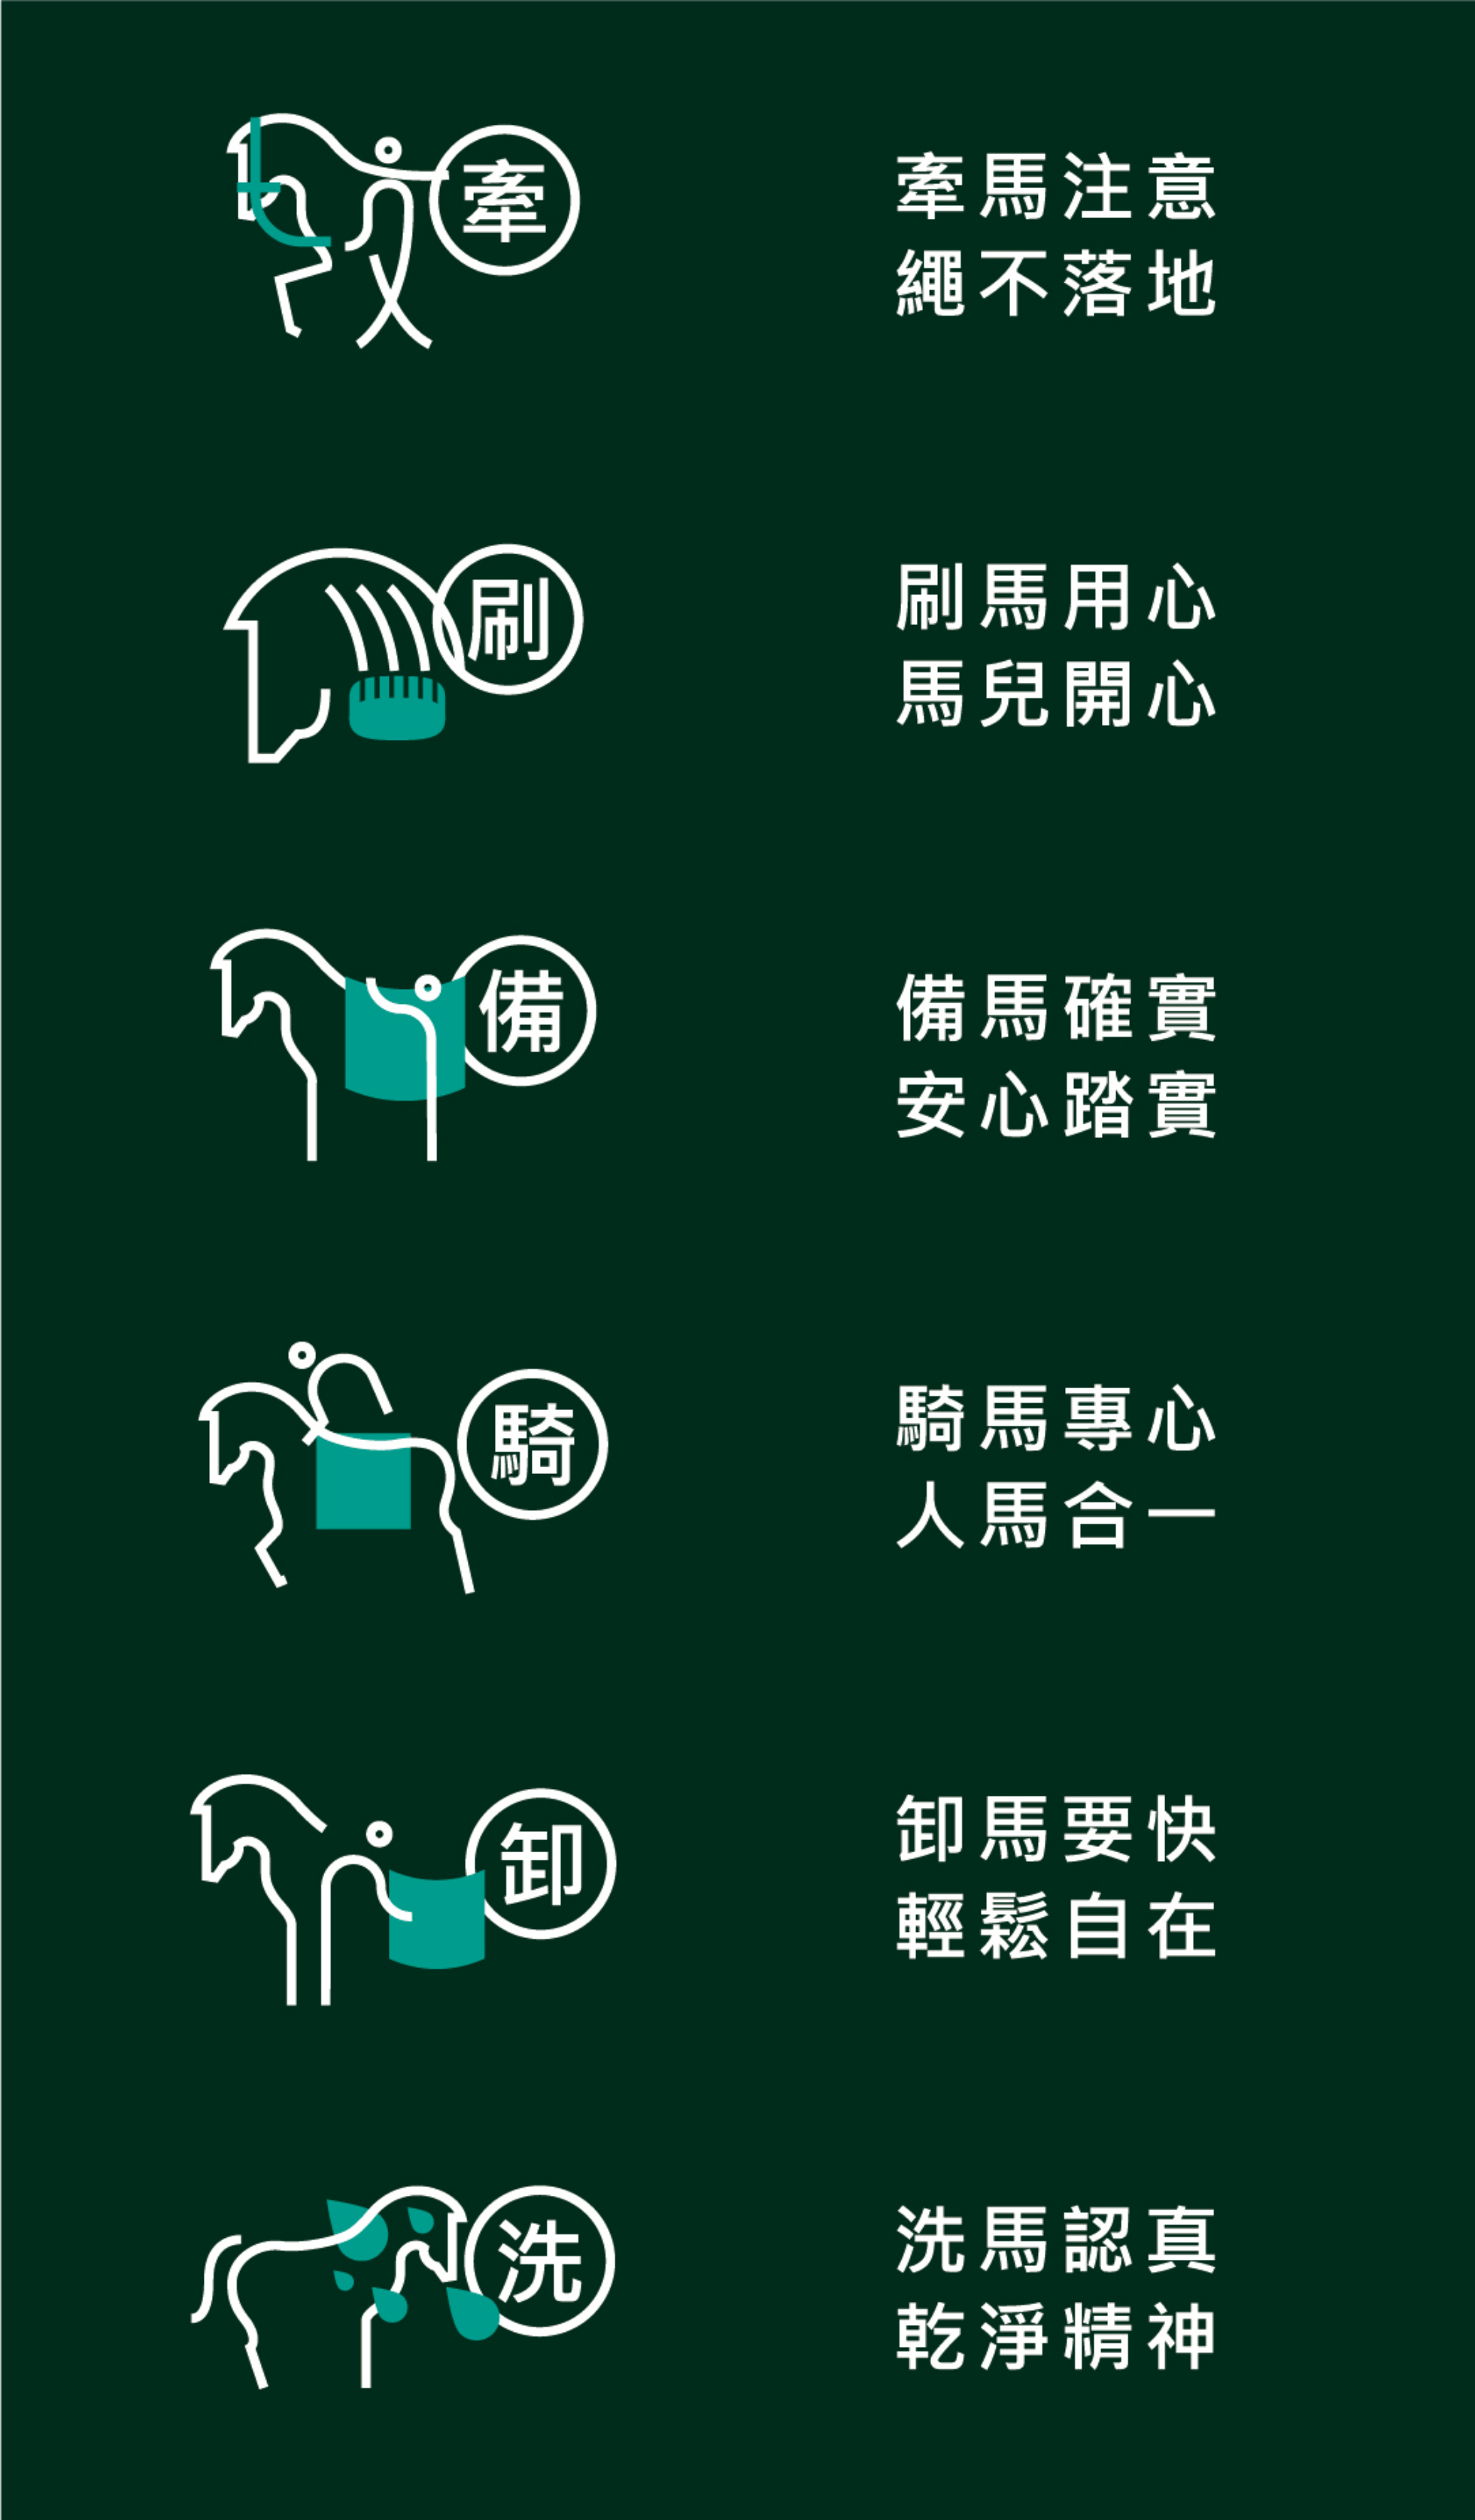 牽
牽馬注意
繩不落地
刷
刷馬用心
馬兒開心
備
備馬確實
安心踏實
騎
騎馬專心
人馬合一
卸
卸馬要快
輕鬆自在
洗
洗馬認真
乾淨精神